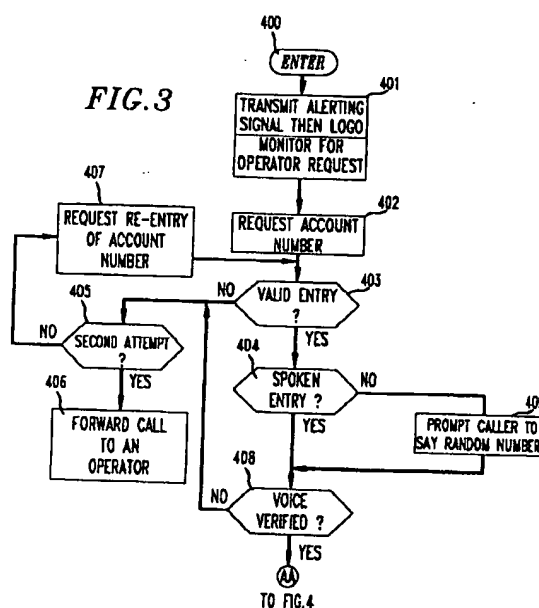 400
ENTER
FIG.3
401
TRANSMIT ALERTING
SIGNAL THEN LOGO
MONITOR FOR
OPERATOR REQUEST
407
REQUEST RE-ENTRY
OF ACCOUNT
NUMBER
402
REQUEST ACCOUNT
NUMBER
403
VALID ENTRY
?
NO
YES
405
SECOND ATTEMPT
?
NO
YES
404
SPOKEN
ENTRY ?
NO
YES
406
FORWARD CALL
TO AN
OPERATOR
PROMPT CALLER TO
SAY RANDOM NUMBER
408
VOICE
VERIFIED ?
NO
YES
AA
TO FIG.4